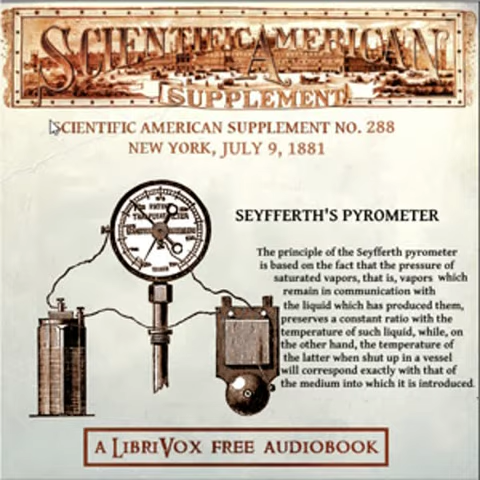 SCIENTIFIC AMERICAN
SUPPLEMENT.
SCIENTIFIC AMERICAN SUPPLEMENT NO. 288
NEW YORK, JULY 9, 1881
SEYFFERTH'S PYROMETER
The principle of the Seyfferth pyrometer
is based on the fact that the pressure of
saturated vapors, that is, vapors which
remain in communication with
the liquid which has produced them,
preserves a constant ratio with the
temperature of such liquid, while, on
the other hand, the temperature of
the latter when shut up in a vessel
will correspond exactly with that of
the medium into which it is introduced.
A LIBRIVOX FREE AUDIOBOOK